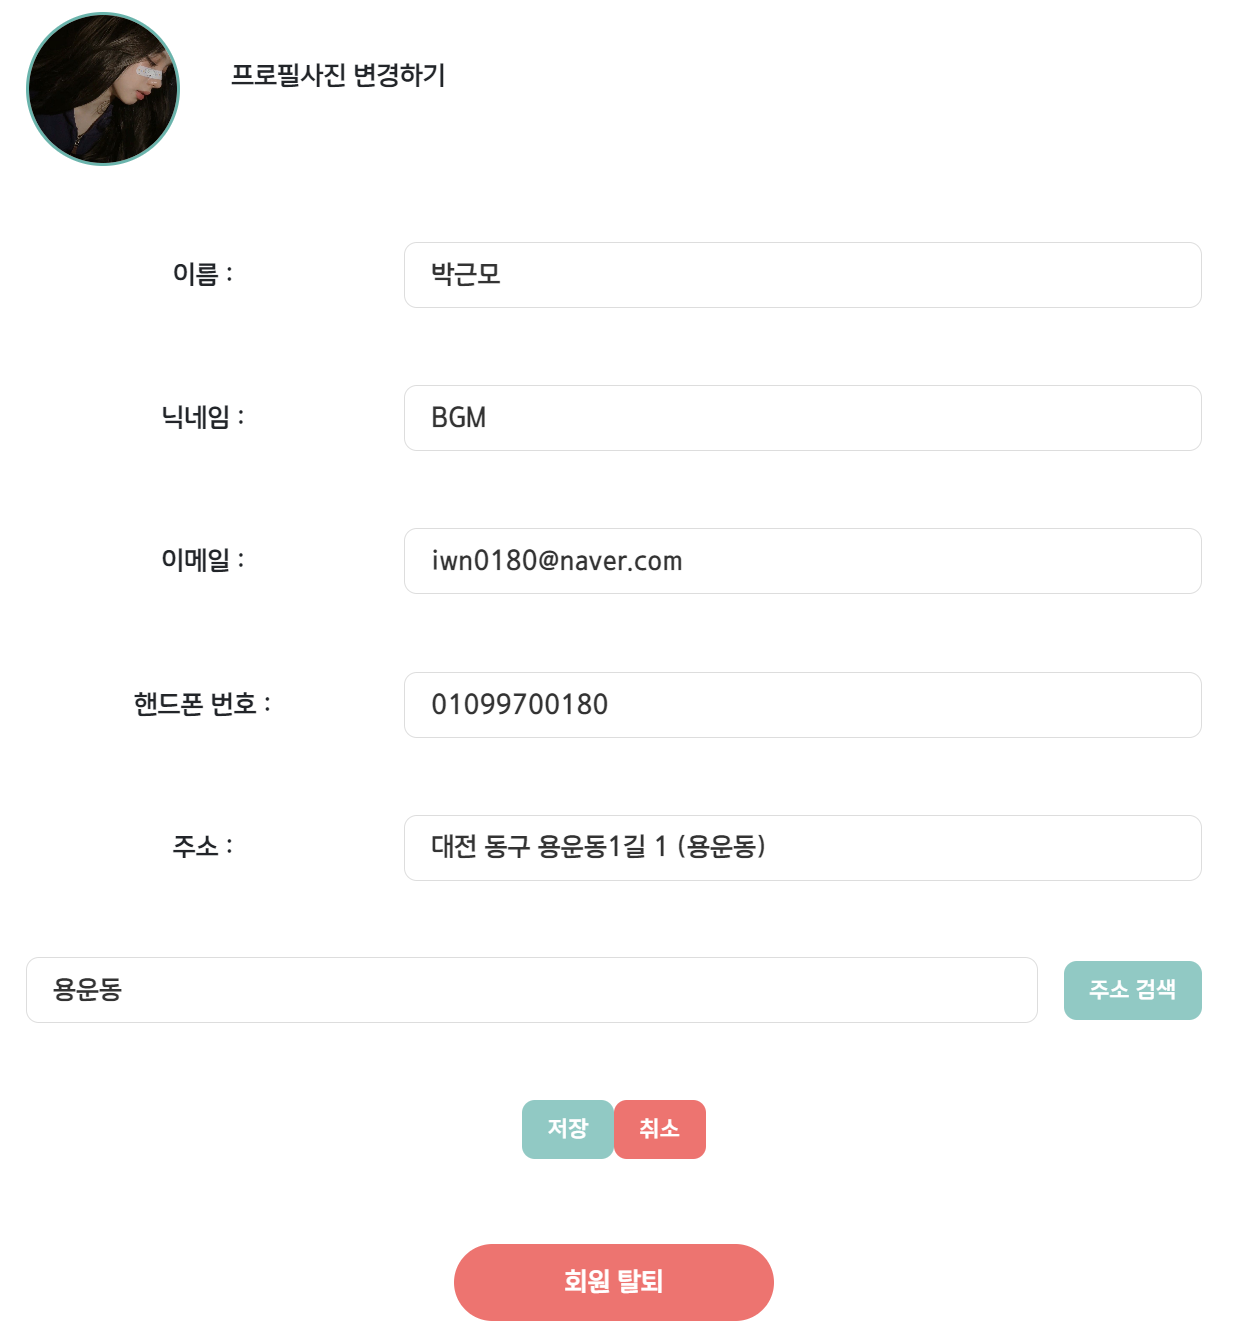 프로필사진 변경하기
이름 : 박근모
닉네임 : BGM
이메일 : iwn0180@naver.com
핸드폰 번호 : 01099700180
주소 : 대전 동구 용운동1길 1 (용운동)
용운동 주소 검색
저장 취소
회원 탈퇴